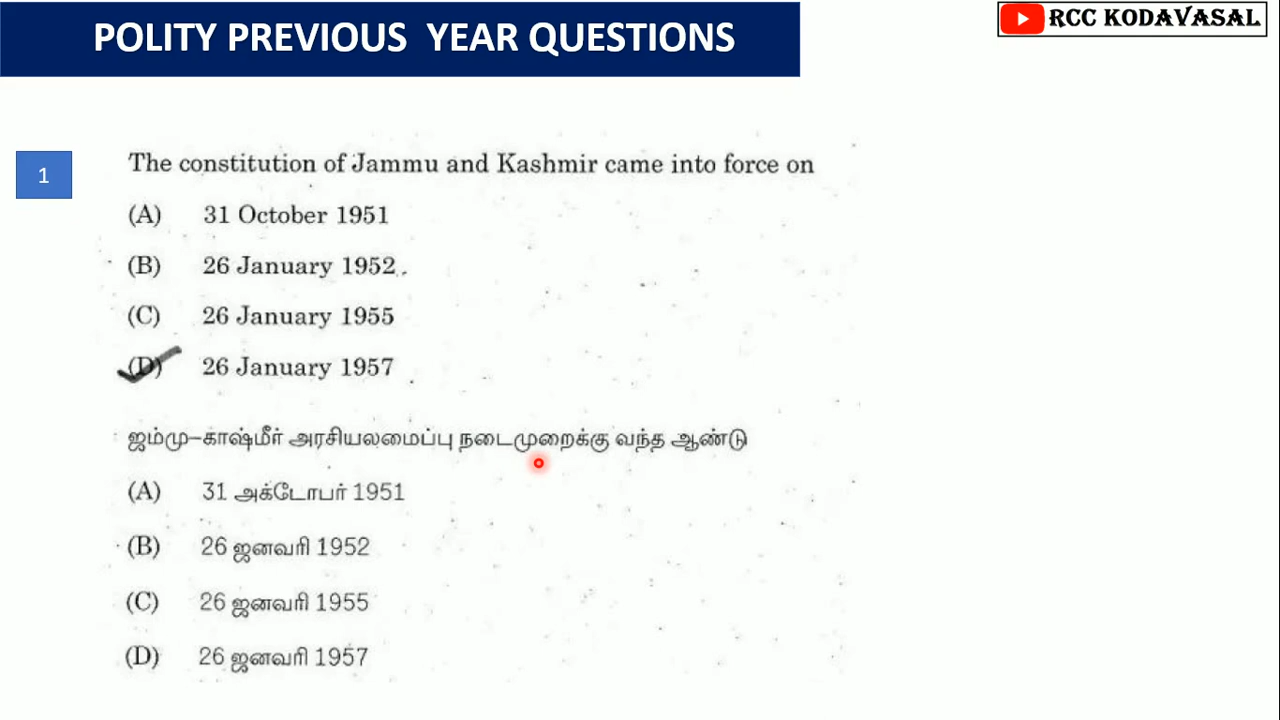 POLITY PREVIOUS YEAR QUESTIONS
RCC KODAVASAL
1
The constitution of Jammu and Kashmir came into force on
(A) 31 October 1951
(B) 26 January 1952
(C) 26 January 1955
(D) 26 January 1957
ஜம்மு–காஷ்மீர் அரசியலமைப்பு நடைமுறைக்கு வந்த ஆண்டு
(A) 31 அக்டோபர் 1951
(B) 26 ஜனவரி 1952
(C) 26 ஜனவரி 1955
(D) 26 ஜனவரி 1957